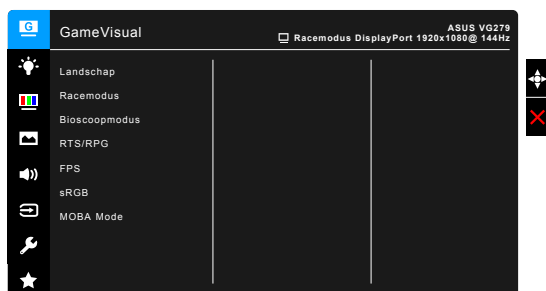 G
GameVisual
ASUS VG279
Racemodus DisplayPort 1920x1080@ 144Hz
Landschap
Racemodus
Bioscoopmodus
RTS/RPG
FPS
sRGB
MOBA Mode